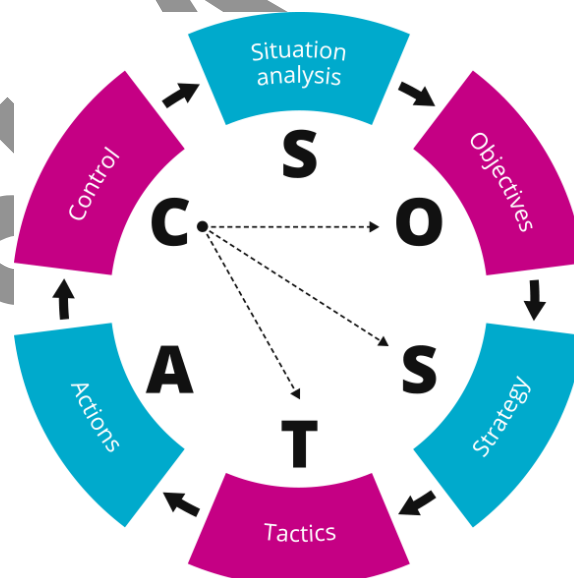 Situation
analysis
S
Objectives
O
Strategy
S
Tactics
T
Actions
A
Control
C